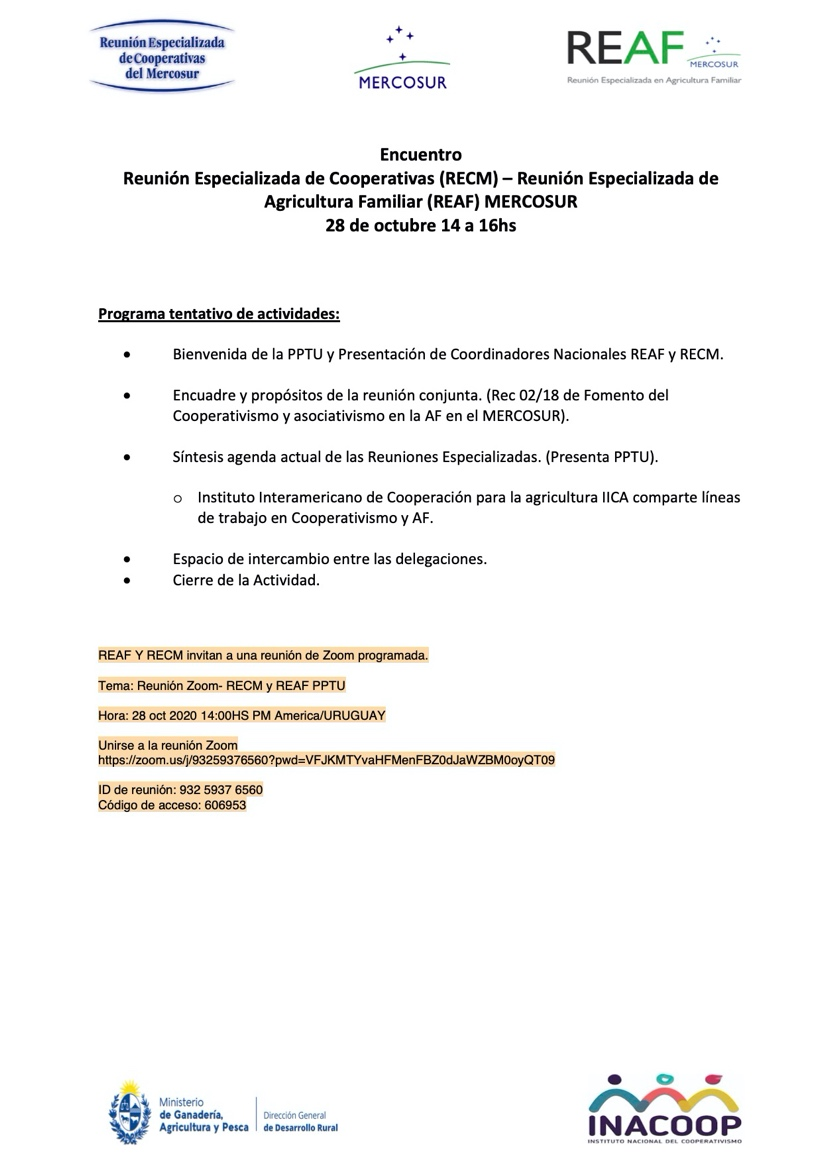 Reunión Especializada
de Cooperativas
del Mercosur
MERCOSUR
REAF
MERCOSUR
Reunión Especializada en Agricultura Familiar
Encuentro
Reunión Especializada de Cooperativas (RECM) – Reunión Especializada de
Agricultura Familiar (REAF) MERCOSUR
28 de octubre 14 a 16hs
Programa tentativo de actividades:
• Bienvenida de la PPTU y Presentación de Coordinadores Nacionales REAF y RECM.
• Encuadre y propósitos de la reunión conjunta. (Rec 02/18 de Fomento del
Cooperativismo y asociativismo en la AF en el MERCOSUR).
• Síntesis agenda actual de las Reuniones Especializadas. (Presenta PPTU).
o Instituto Interamericano de Cooperación para la agricultura IICA comparte líneas
de trabajo en Cooperativismo y AF.
• Espacio de intercambio entre las delegaciones.
• Cierre de la Actividad.
REAF Y RECM invitan a una reunión de Zoom programada.
Tema: Reunión Zoom- RECM y REAF PPTU
Hora: 28 oct 2020 14:00HS PM America/URUGUAY
Unirse a la reunión Zoom
https://zoom.us/j/93259376560?pwd=VFJKMTYvaHFMenFBZ0dJaWZBM0oyQT09
ID de reunión: 932 5937 6560
Código de acceso: 606953
Ministerio
de Ganadería,
Agricultura y Pesca
Dirección General
de Desarrollo Rural
INACOOP
INSTITUTO NACIONAL DEL COOPERATIVISMO